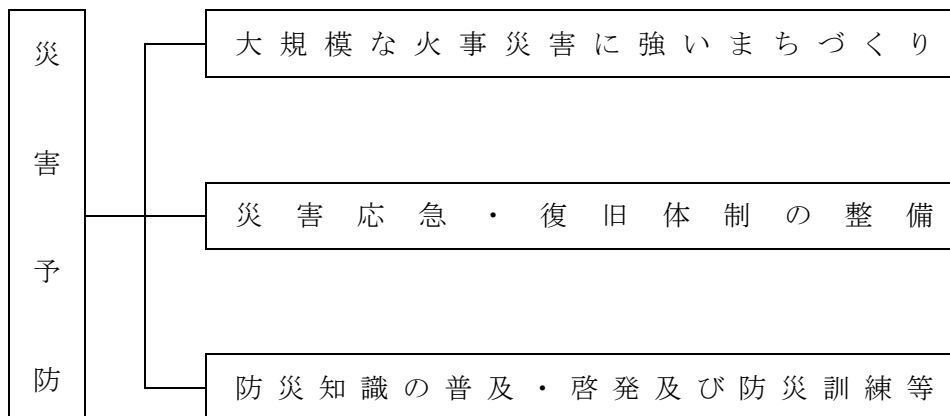 災害予防
大規模な火事災害に強いまちづくり
災害応急・復旧体制の整備
防災知識の普及・啓発及び防災訓練等